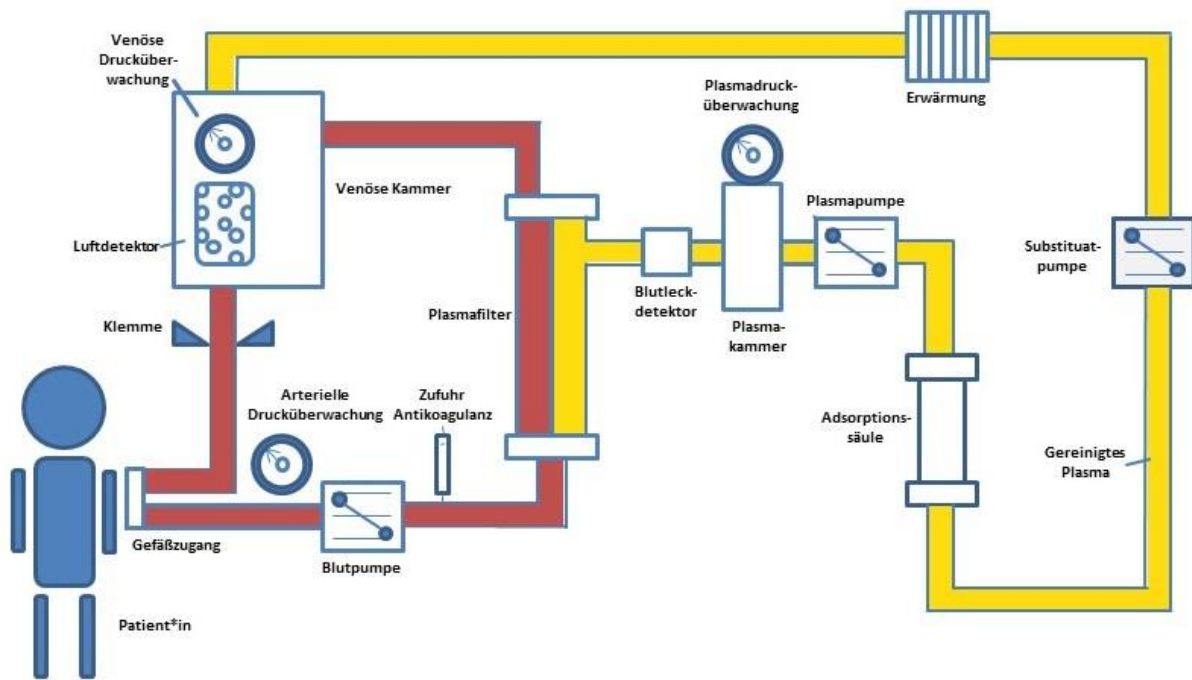 Venöse
Drucküber-
wachung
Plasmadruck-
überwachung
Erwärmung
Venöse Kammer
Plasmapumpe
Luftdetektor
Substituat-
pumpe
Blutleck-
detektor
Plasmafilter
Plasma-
kammer
Klemme
Arterielle
Drucküberwachung
Zufuhr
Antikoagulanz
Adsorptions-
säule
Gereinigtes
Plasma
Gefäßzugang
Blutpumpe
Patient*in